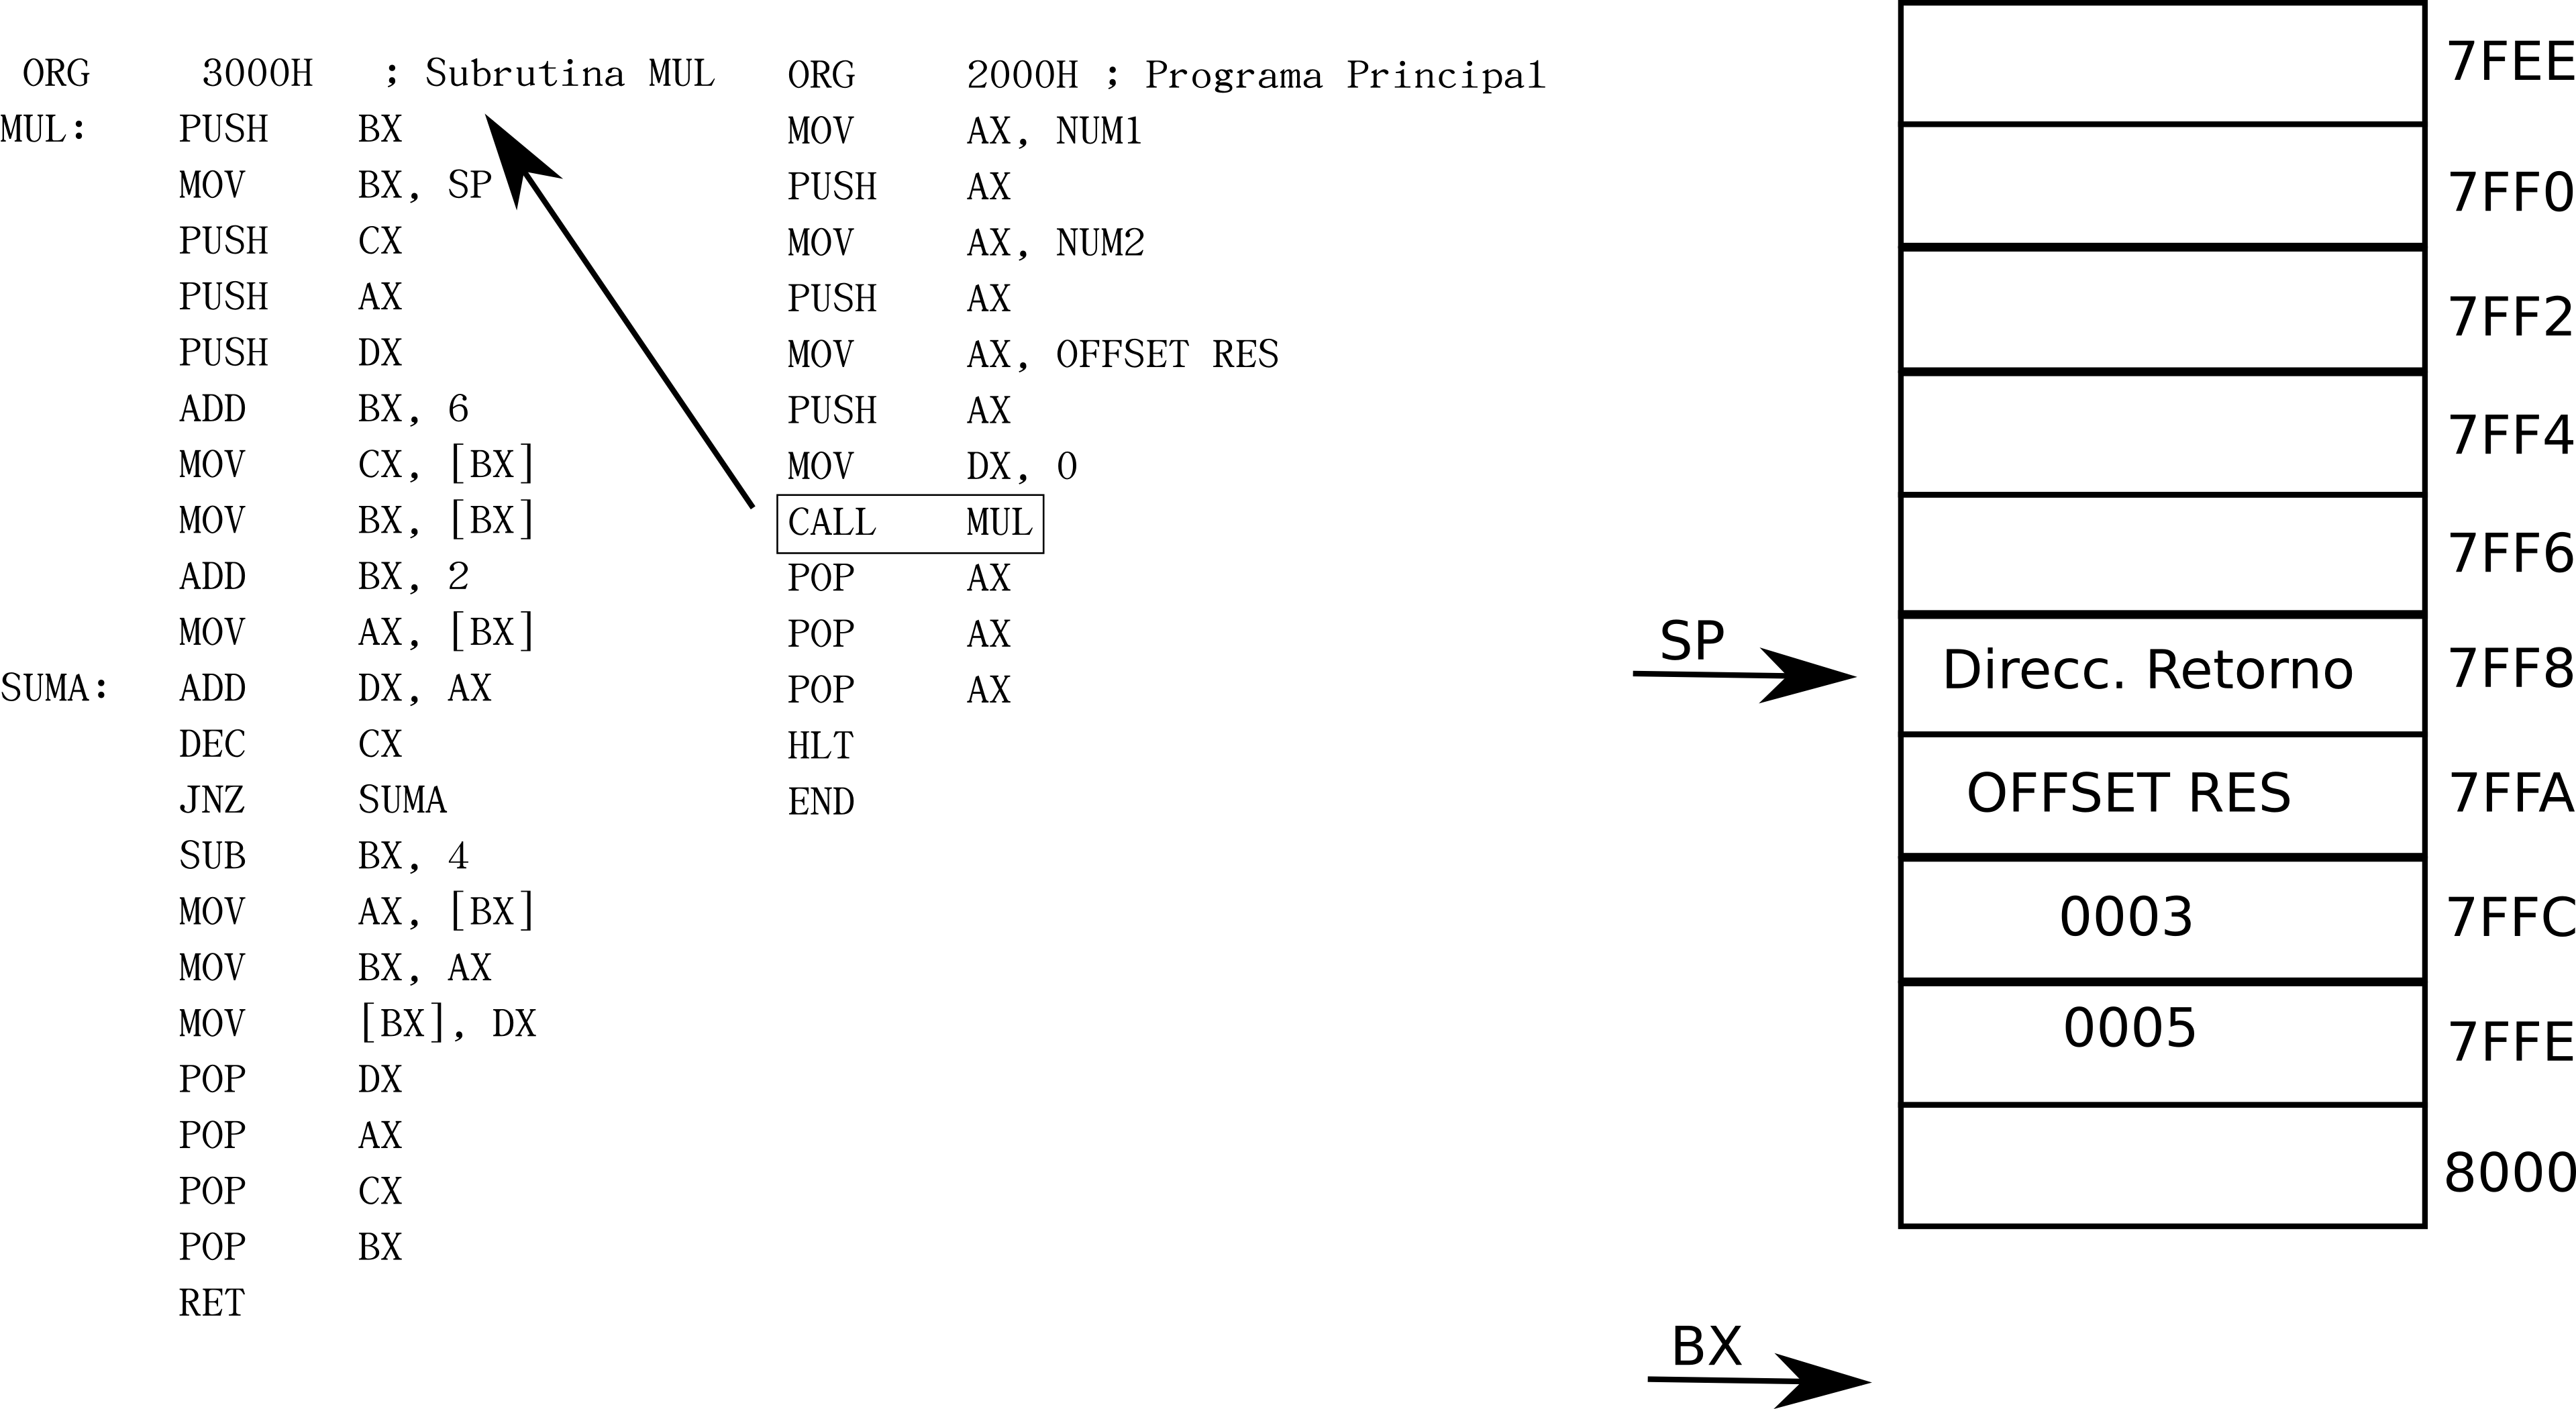 ORG 3000H ; Subrutina MUL
MUL: PUSH BX
MOV BX, SP
PUSH CX
PUSH AX
PUSH DX
ADD BX, 6
MOV CX, [BX]
MOV BX, [BX]
ADD BX, 2
MOV AX, [BX]
SUMA: ADD DX, AX
DEC CX
JNZ SUMA
SUB BX, 4
MOV AX, [BX]
MOV BX, AX
MOV [BX], DX
POP DX
POP AX
POP CX
POP BX
RET
ORG 2000H ; Programa Principal
MOV AX, NUM1
PUSH AX
MOV AX, NUM2
PUSH AX
MOV AX, OFFSET RES
PUSH AX
MOV DX, 0
CALL MUL
POP AX
POP AX
POP AX
HLT
END
7FEE
7FF0
7FF2
7FF4
7FF6
SP Direcc. Retorno 7FF8
OFFSET RES 7FFA
0003 7FFC
0005 7FFE
8000
BX